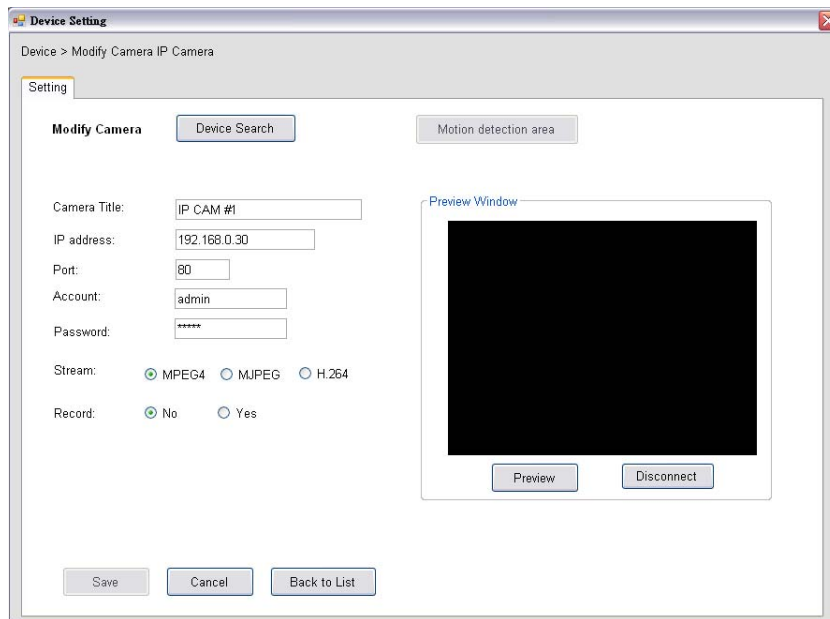 Device Setting
Device > Modify Camera IP Camera
Setting
Modify Camera
Device Search
Motion detection area
Camera Title:
IP CAM #1
IP address:
192.168.0.30
Port:
80
Account:
admin
Password:
*****
Stream:
MPEG4
MJPEG
H.264
Record:
No
Yes
Preview Window
Preview
Disconnect
Save
Cancel
Back to List